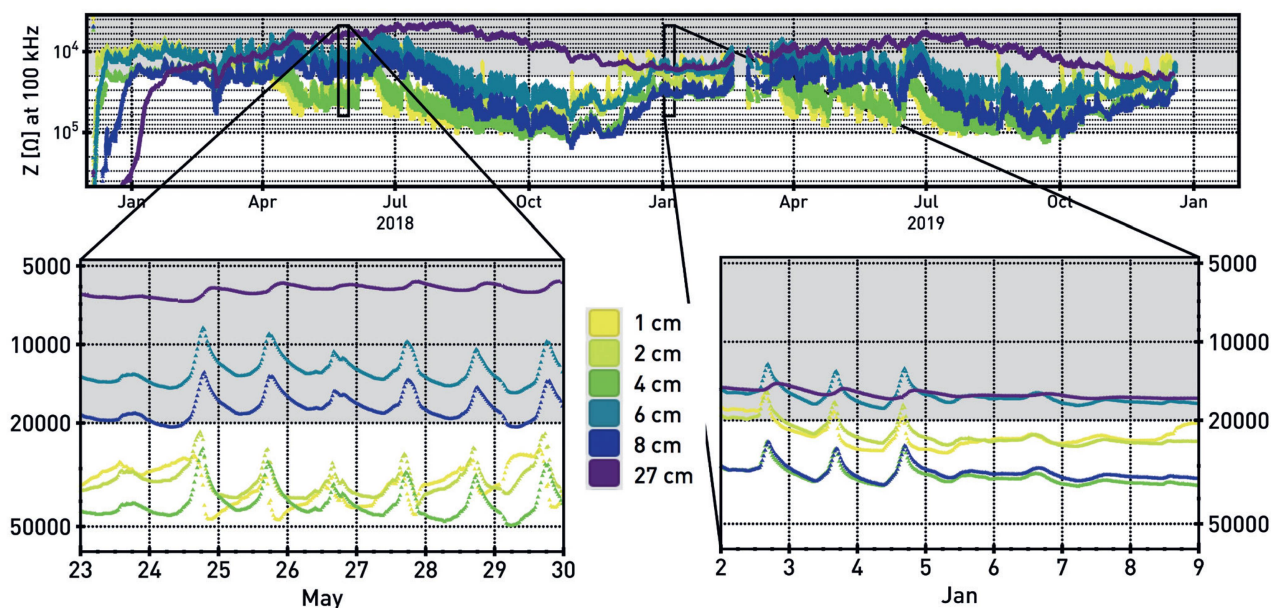 Z [Ω] at 100 kHz
10⁴
10⁵
Jan Apr Jul Oct Jan Apr Jul Oct Jan
2018 2019
5000
10000
20000
50000
23 24 25 26 27 28 29 30
May
1 cm
2 cm
4 cm
6 cm
8 cm
27 cm
5000
10000
20000
50000
2 3 4 5 6 7 8 9
Jan